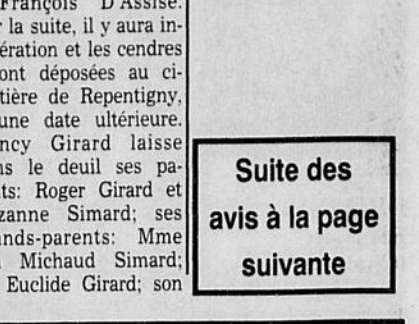 François D'Assise.
la suite, il y aura in-
ération et les cendres
ont déposées au ci-
tière de Repentigny,
une date ultérieure.
ncy Girard laisse
ns le deuil ses pa-
ts: Roger Girard et
zanne Simard; ses
ands-parents: Mme
Michaud Simard;
Euclide Girard; son
Suite des
avis à la page
suivante